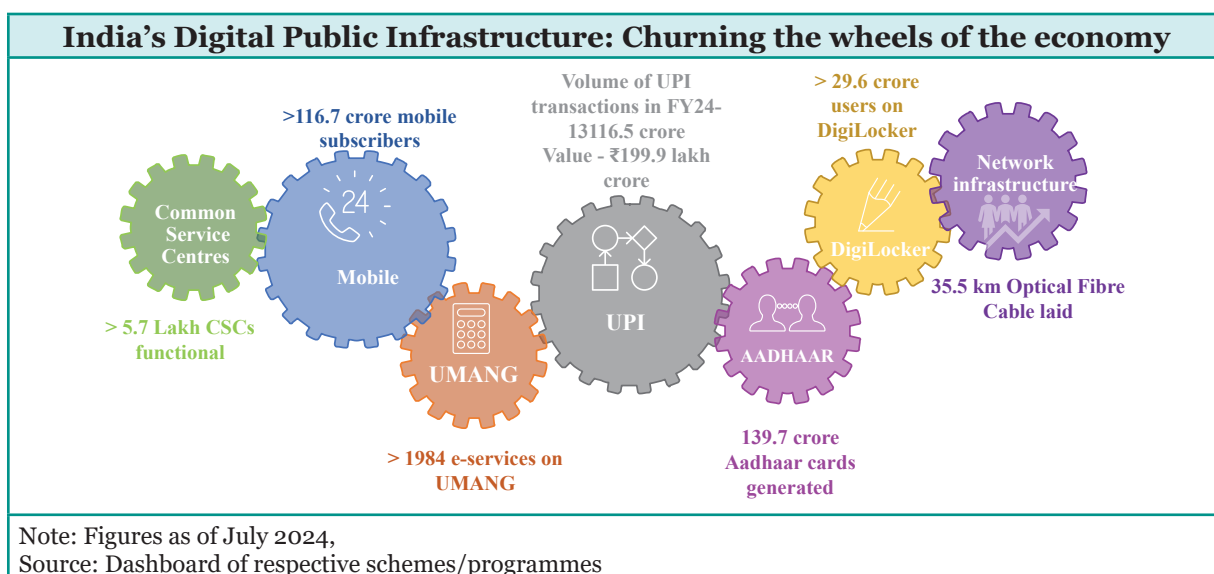 India’s Digital Public Infrastructure: Churning the wheels of the economy
Common
Service
Centres
> 5.7 Lakh CSCs
functional
>116.7 crore mobile
subscribers
24
Mobile
UMANG
> 1984 e-services on
UMANG
Volume of UPI
transactions in FY24-
13116.5 crore
Value - ₹199.9 lakh
crore
UPI
AADHAAR
139.7 crore
Aadhaar cards
generated
> 29.6 crore
users on
DigiLocker
DigiLocker
Network
infrastructure
35.5 km Optical Fibre
Cable laid
Note: Figures as of July 2024,
Source: Dashboard of respective schemes/programmes